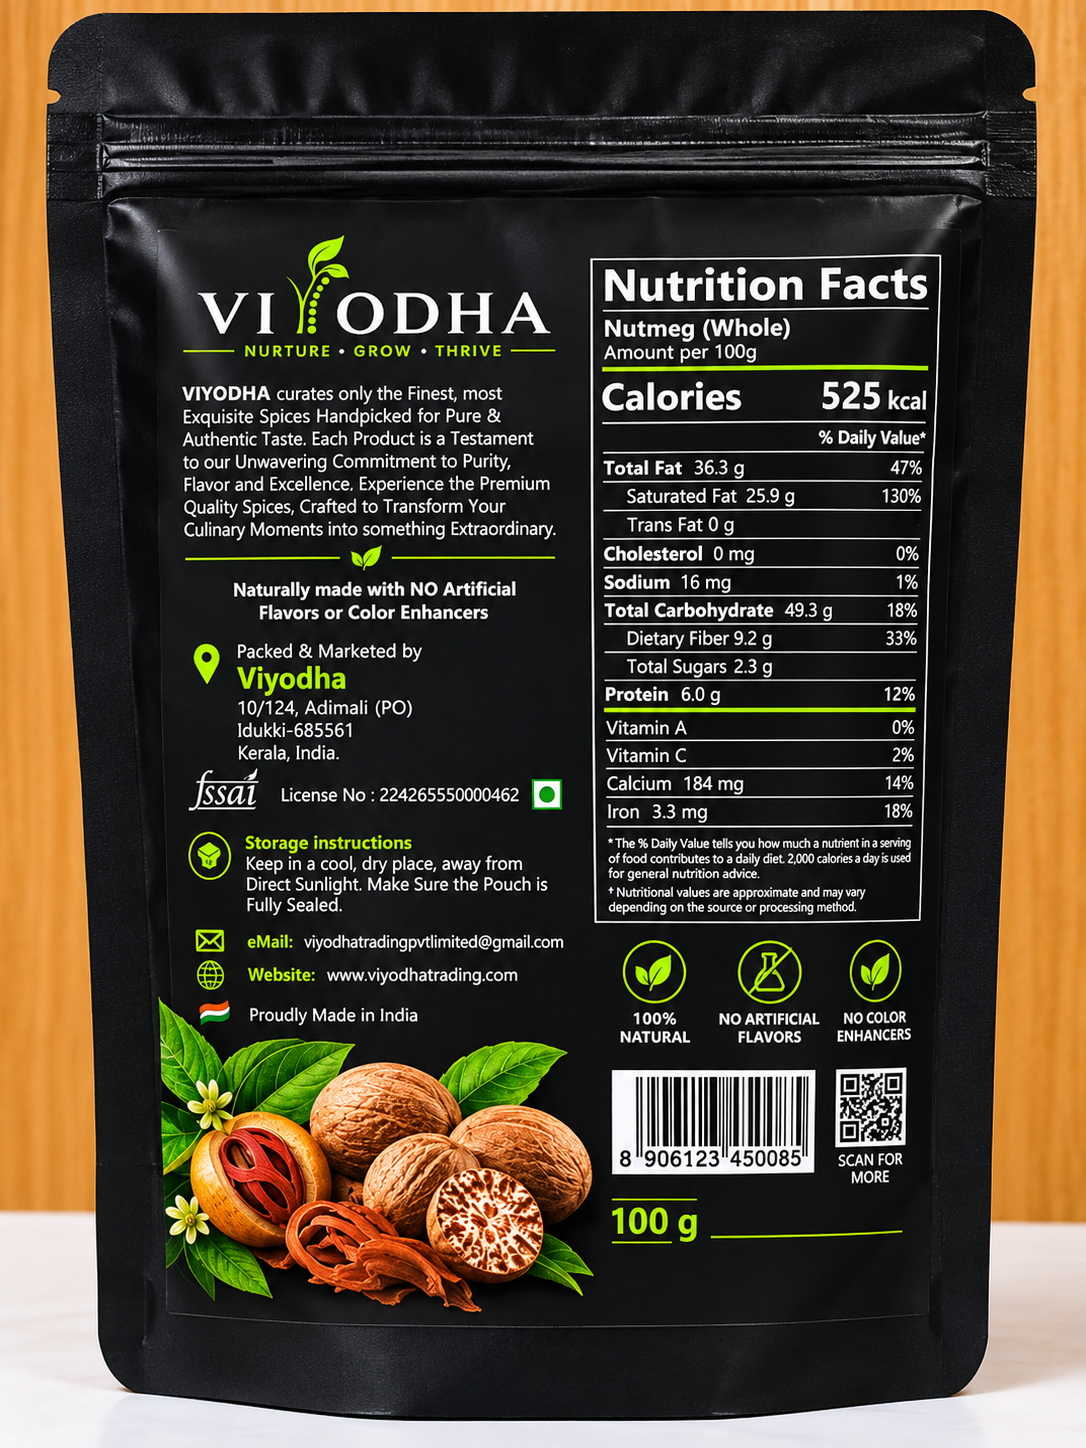 VIYODHA
NURTURE • GROW • THRIVE
VIYODHA curates only the Finest, most
Exquisite Spices Handpicked for Pure &
Authentic Taste. Each Product is a Testament
to our Unwavering Commitment to Purity,
Flavor and Excellence. Experience the Premium
Quality Spices, Crafted to Transform Your
Culinary Moments into something Extraordinary.
Naturally made with NO Artificial
Flavors or Color Enhancers
Packed & Marketed by
Viyodha
10/124, Adimali (PO)
Idukki-685561
Kerala, India.
fssai License No : 224265550000462
Storage instructions
Keep in a cool, dry place, away from
Direct Sunlight. Make Sure the Pouch is
Fully Sealed.
eMail: viyodhatradingpvtlimited@gmail.com
Website: www.viyodhatrading.com
Proudly Made in India
Nutrition Facts
Nutmeg (Whole)
Amount per 100g
Calories 525 kcal
% Daily Value*
Total Fat 36.3 g 47%
Saturated Fat 25.9 g 130%
Trans Fat 0 g
Cholesterol 0 mg 0%
Sodium 16 mg 1%
Total Carbohydrate 49.3 g 18%
Dietary Fiber 9.2 g 33%
Total Sugars 2.3 g
Protein 6.0 g 12%
Vitamin A 0%
Vitamin C 2%
Calcium 184 mg 14%
Iron 3.3 mg 18%
* The % Daily Value tells you how much a nutrient in a serving
of food contributes to a daily diet. 2,000 calories a day is used
for general nutrition advice.
† Nutritional values are approximate and may vary
depending on the source or processing method.
100% NATURAL
NO ARTIFICIAL FLAVORS
NO COLOR ENHANCERS
8 906123 450085
SCAN FOR
MORE
100 g